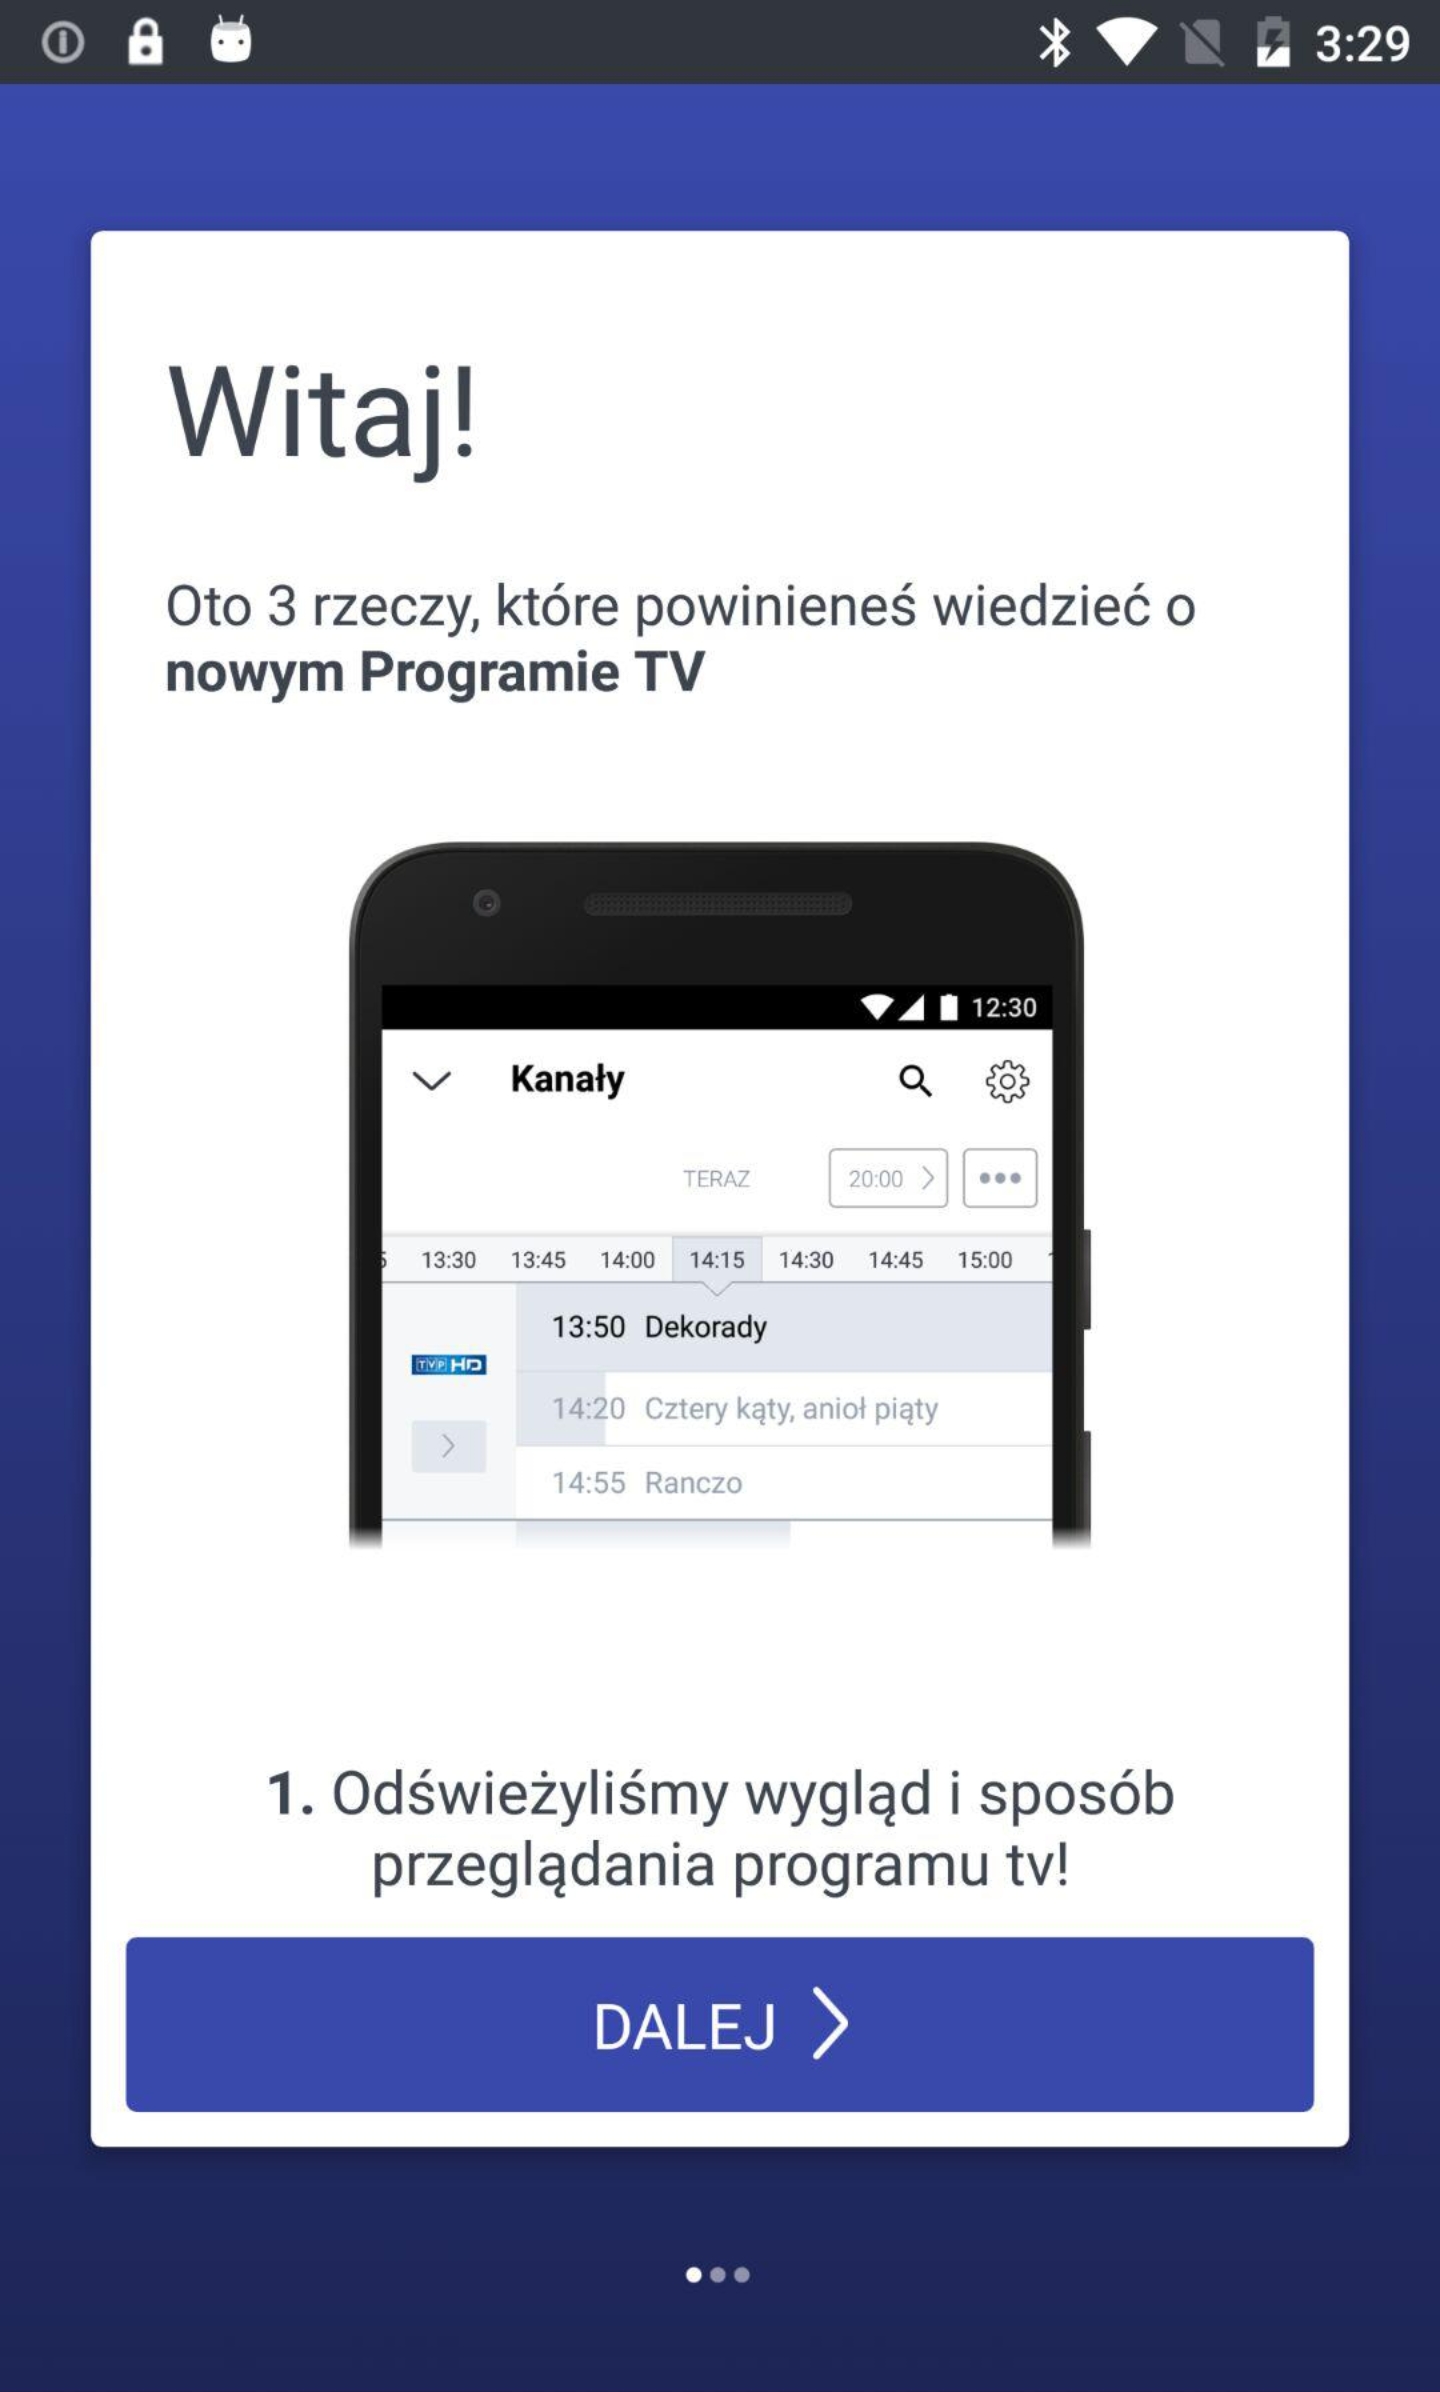 3:29
Witaj!
Oto 3 rzeczy, które powinieneś wiedzieć o
nowym Programie TV
12:30
Kanały
TERAZ
20:00
13:30 13:45 14:00 14:15 14:30 14:45 15:00
13:50 Dekorady
TVP HD
14:20 Cztery kąty, anioł piąty
14:55 Ranczo
1. Odświeżyliśmy wygląd i sposób
przeglądania programu tv!
DALEJ